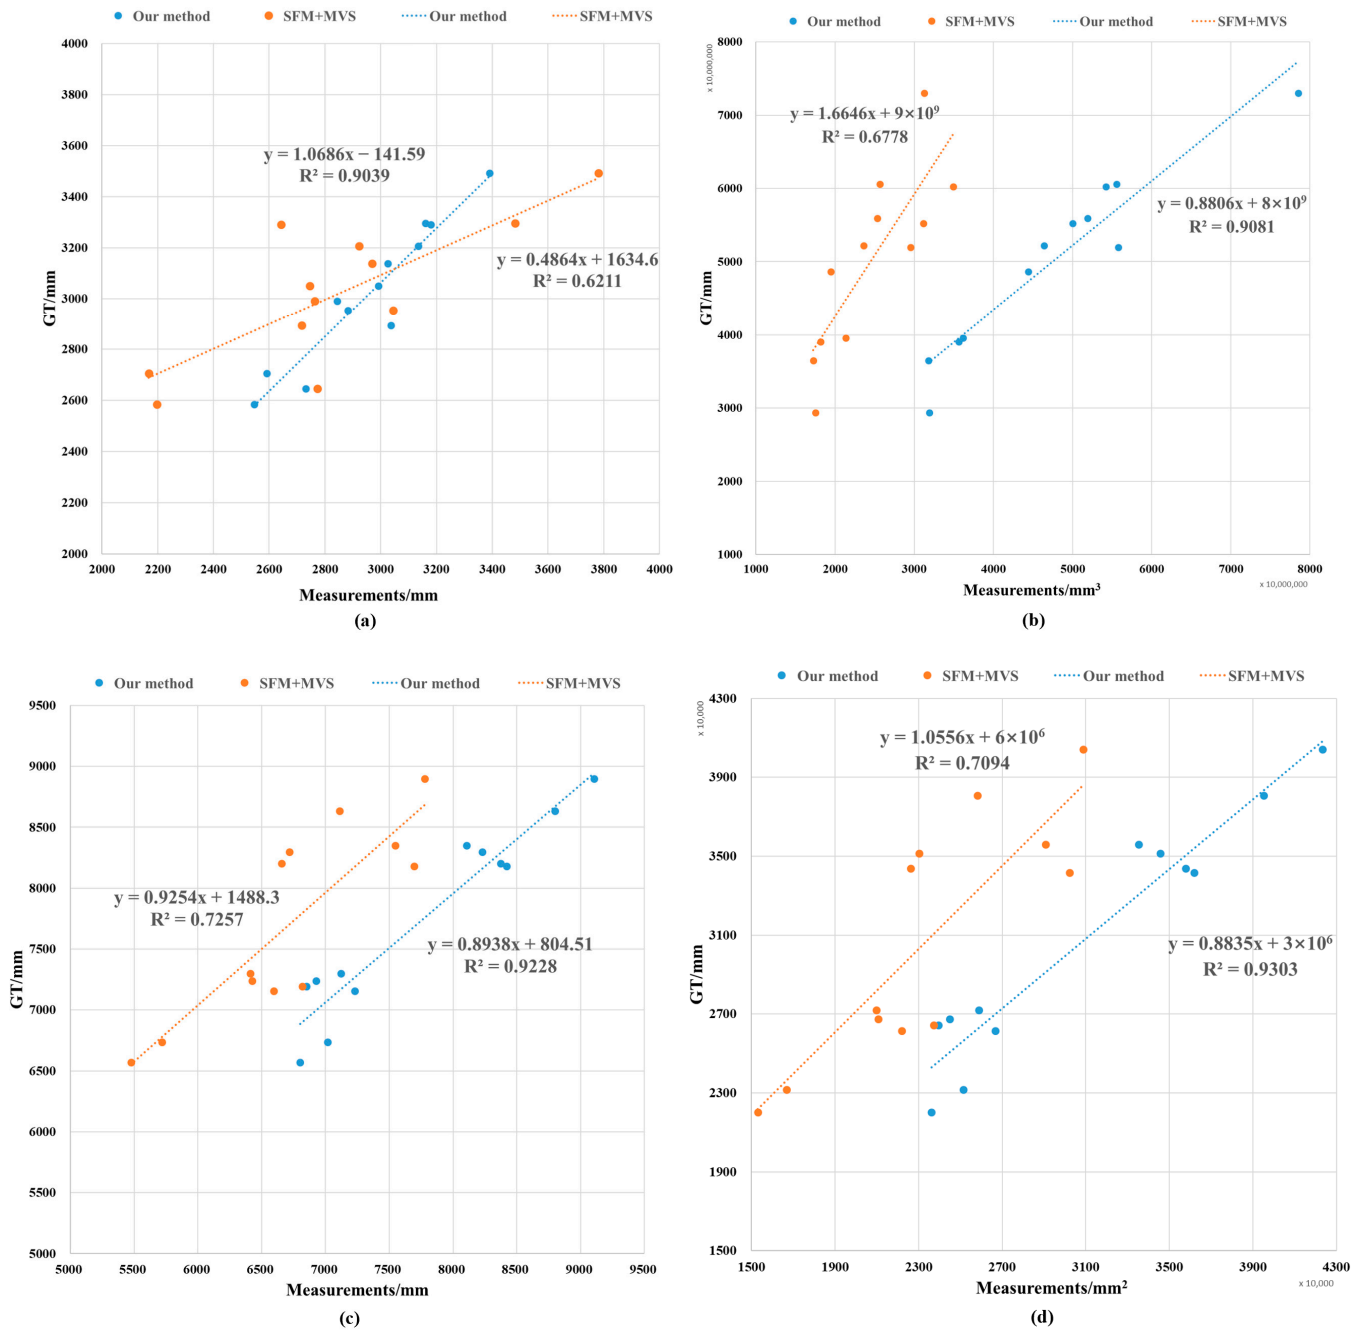 Our method SFM+MVS Our method SFM+MVS
4000
3800
3600
3400
3200
3000
2800
2600
2400
2200
2000
GT/mm
y = 1.0686x − 141.59
R² = 0.9039
y = 0.4864x + 1634.6
R² = 0.6211
2000 2200 2400 2600 2800 3000 3200 3400 3600 3800 4000
Measurements/mm
(a)
Our method SFM+MVS Our method SFM+MVS
x 10,000,000
8000
7000
6000
5000
4000
3000
2000
1000
GT/mm
y = 1.6646x + 9×10⁹
R² = 0.6778
y = 0.8806x + 8×10⁹
R² = 0.9081
1000 2000 3000 4000 5000 6000 7000 8000
x 10,000,000
Measurements/mm³
(b)
Our method SFM+MVS Our method SFM+MVS
9500
9000
8500
8000
7500
7000
6500
6000
5500
5000
GT/mm
y = 0.9254x + 1488.3
R² = 0.7257
y = 0.8938x + 804.51
R² = 0.9228
5000 5500 6000 6500 7000 7500 8000 8500 9000 9500
Measurements/mm
(c)
Our method SFM+MVS Our method SFM+MVS
x 10,000
4300
3900
3500
3100
2700
2300
1900
1500
GT/mm
y = 1.0556x + 6×10⁶
R² = 0.7094
y = 0.8835x + 3×10⁶
R² = 0.9303
1500 1900 2300 2700 3100 3500 3900 4300
x 10,000
Measurements/mm²
(d)